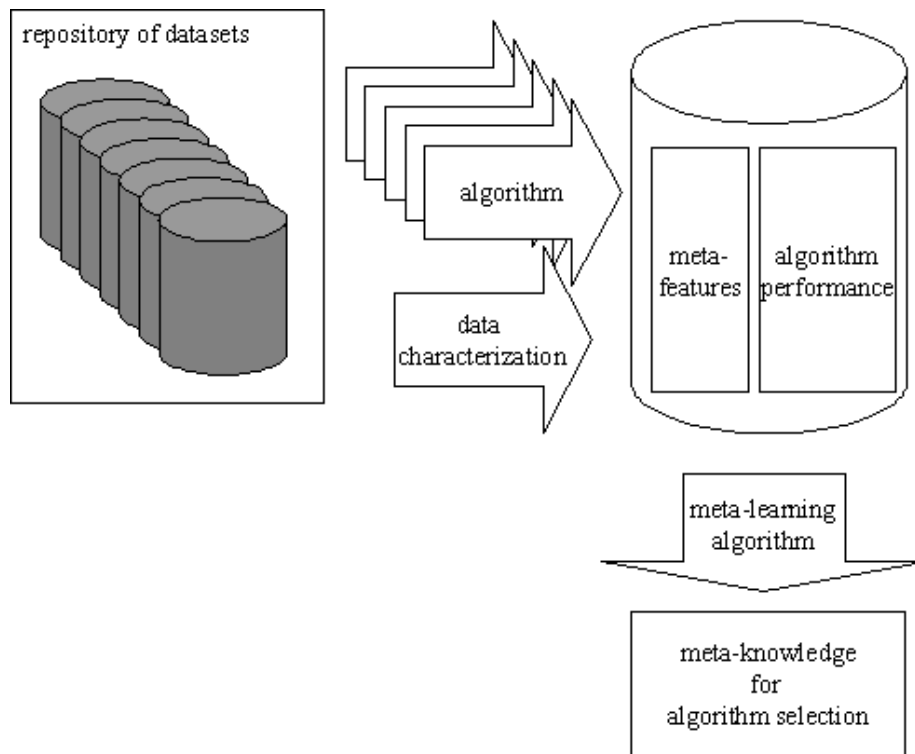 repository of datasets
algorithm
data
characterization
meta-
features
algorithm
performance
meta-learning
algorithm
meta-knowledge
for
algorithm selection